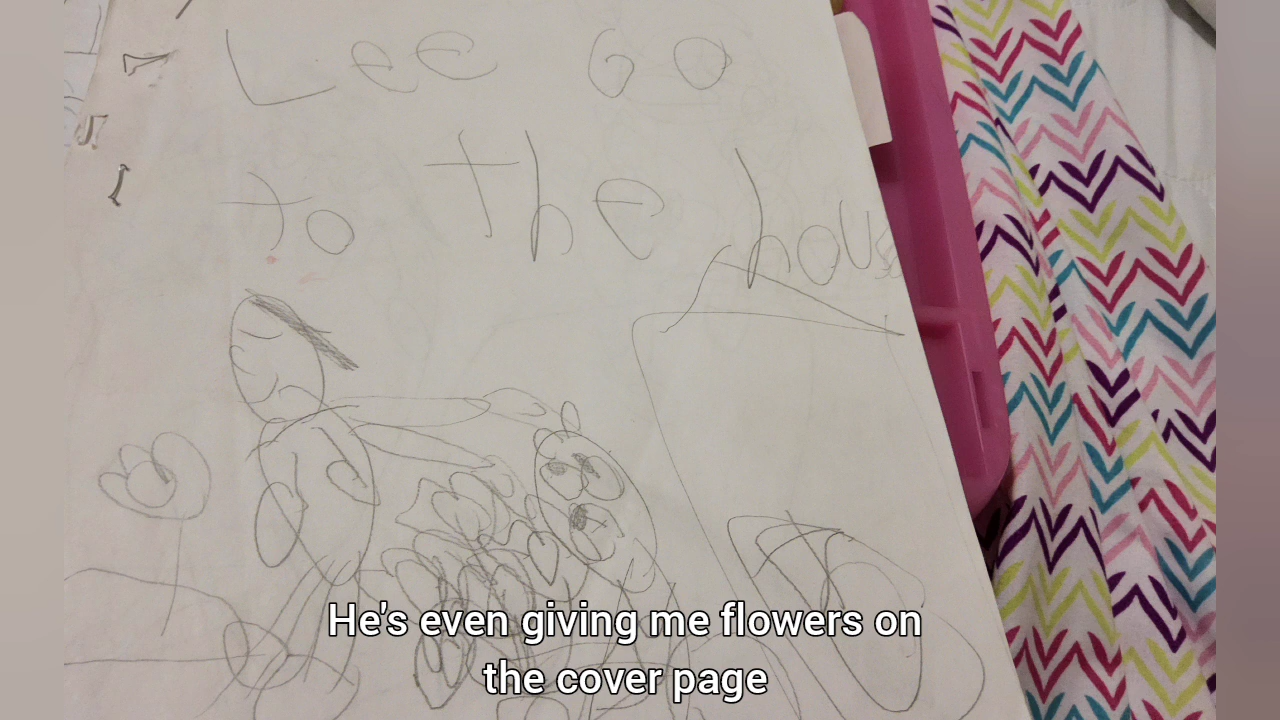 LEE GO
to thE hous
He's even giving me flowers on
the cover page